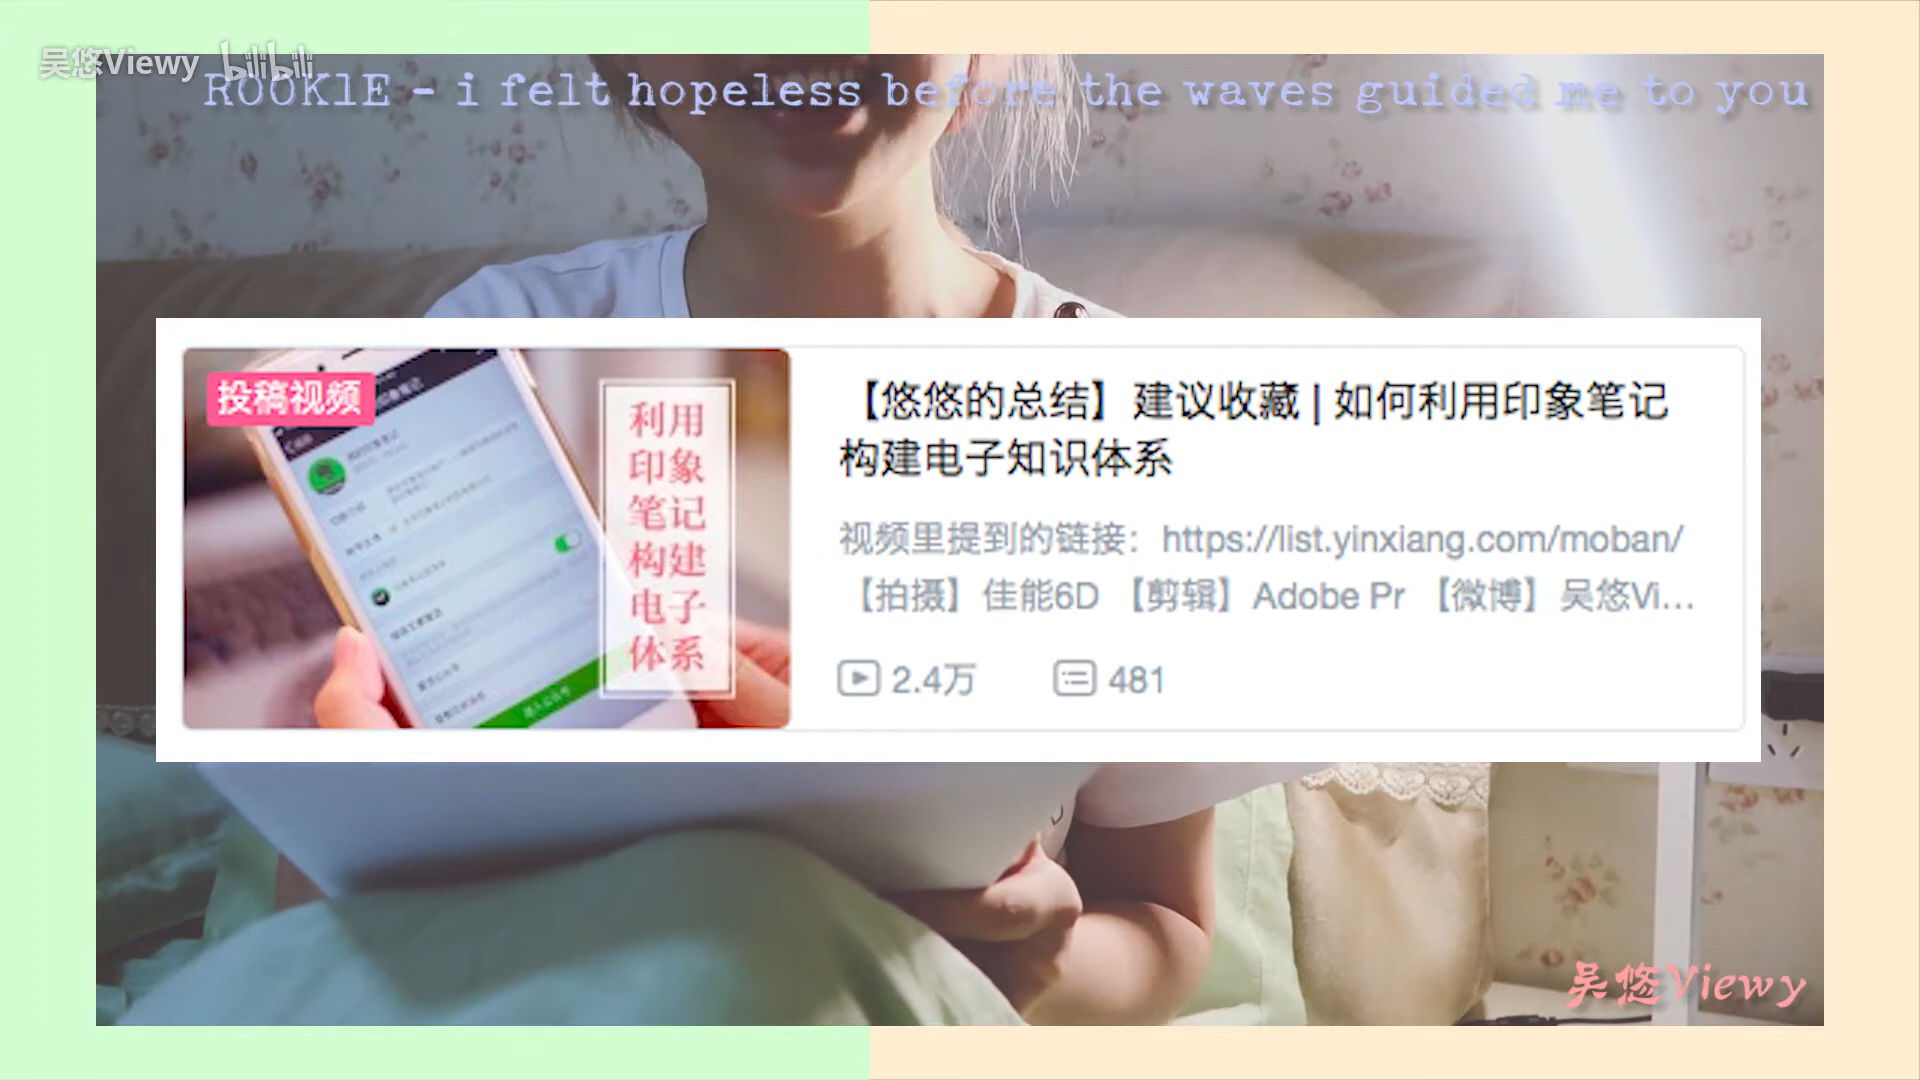 吴悠Viewy bilibili
ROOK1E - i felt hopeless before the waves guided me to you
投稿视频
利用
印象
笔记
构建
电子
体系
【悠悠的总结】建议收藏 | 如何利用印象笔记
构建电子知识体系
视频里提到的链接：https://list.yinxiang.com/moban/
【拍摄】佳能6D 【剪辑】Adobe Pr 【微博】吴悠Vi...
2.4万 481
吴悠Viewy